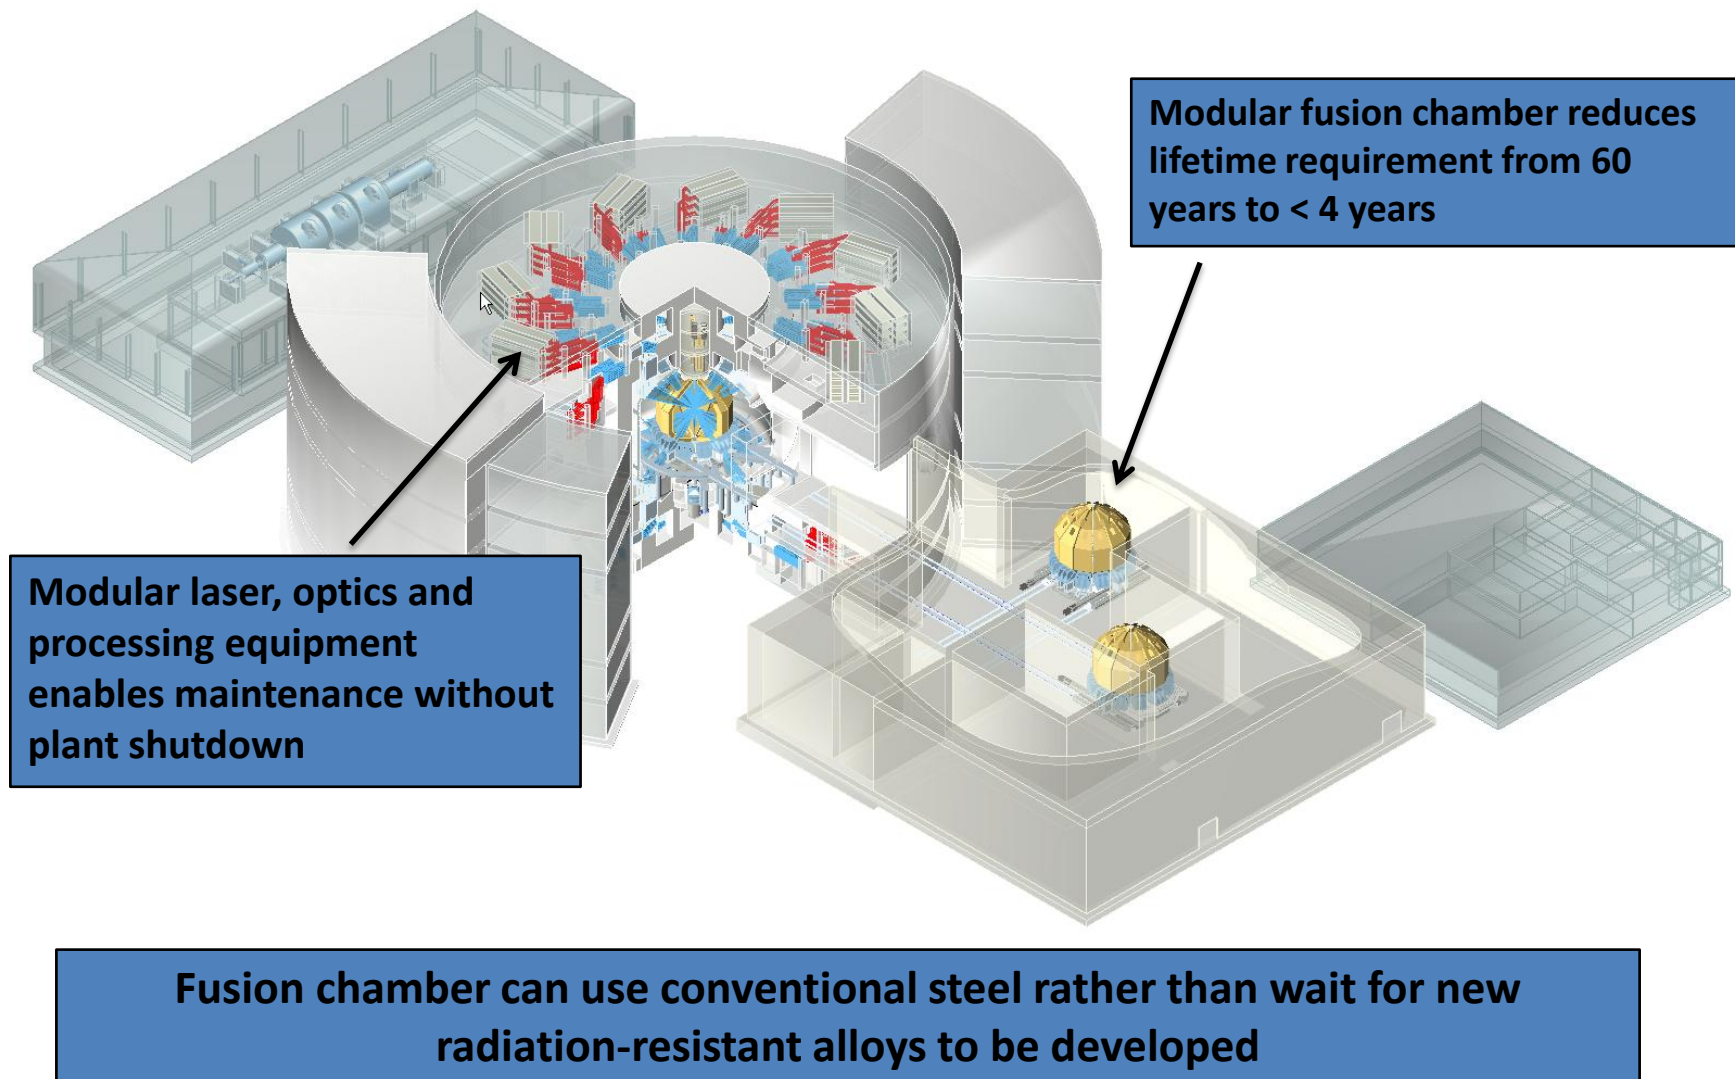 Modular fusion chamber reduces
lifetime requirement from 60
years to < 4 years
Modular laser, optics and
processing equipment
enables maintenance without
plant shutdown
Fusion chamber can use conventional steel rather than wait for new
radiation-resistant alloys to be developed